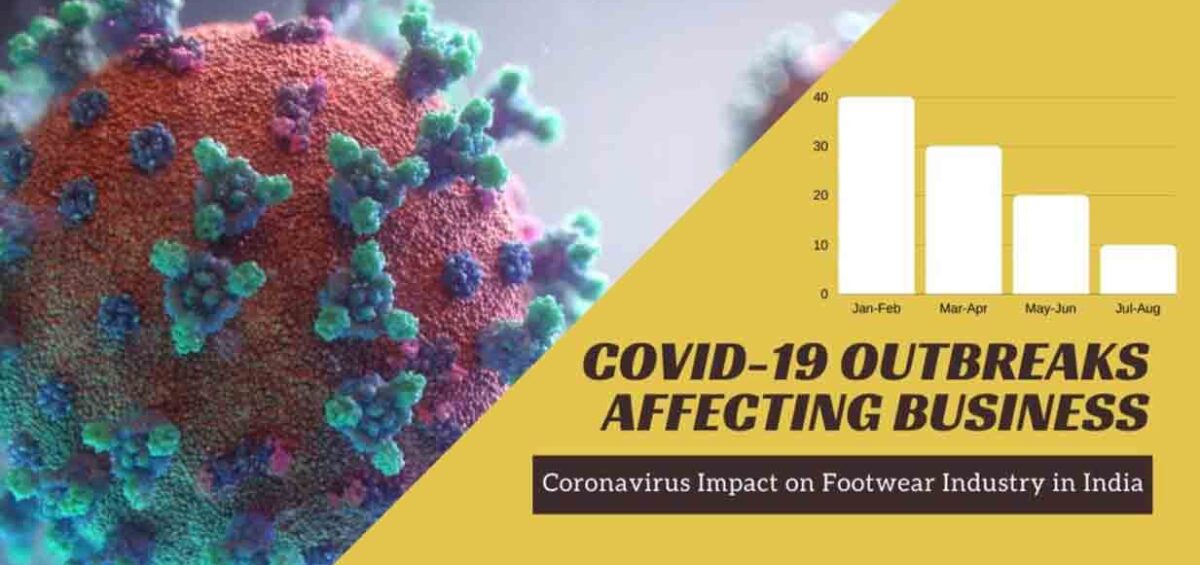 40
30
20
10
0
Jan-Feb Mar-Apr May-Jun Jul-Aug
COVID-19 OUTBREAKS
AFFECTING BUSINESS
Coronavirus Impact on Footwear Industry in India